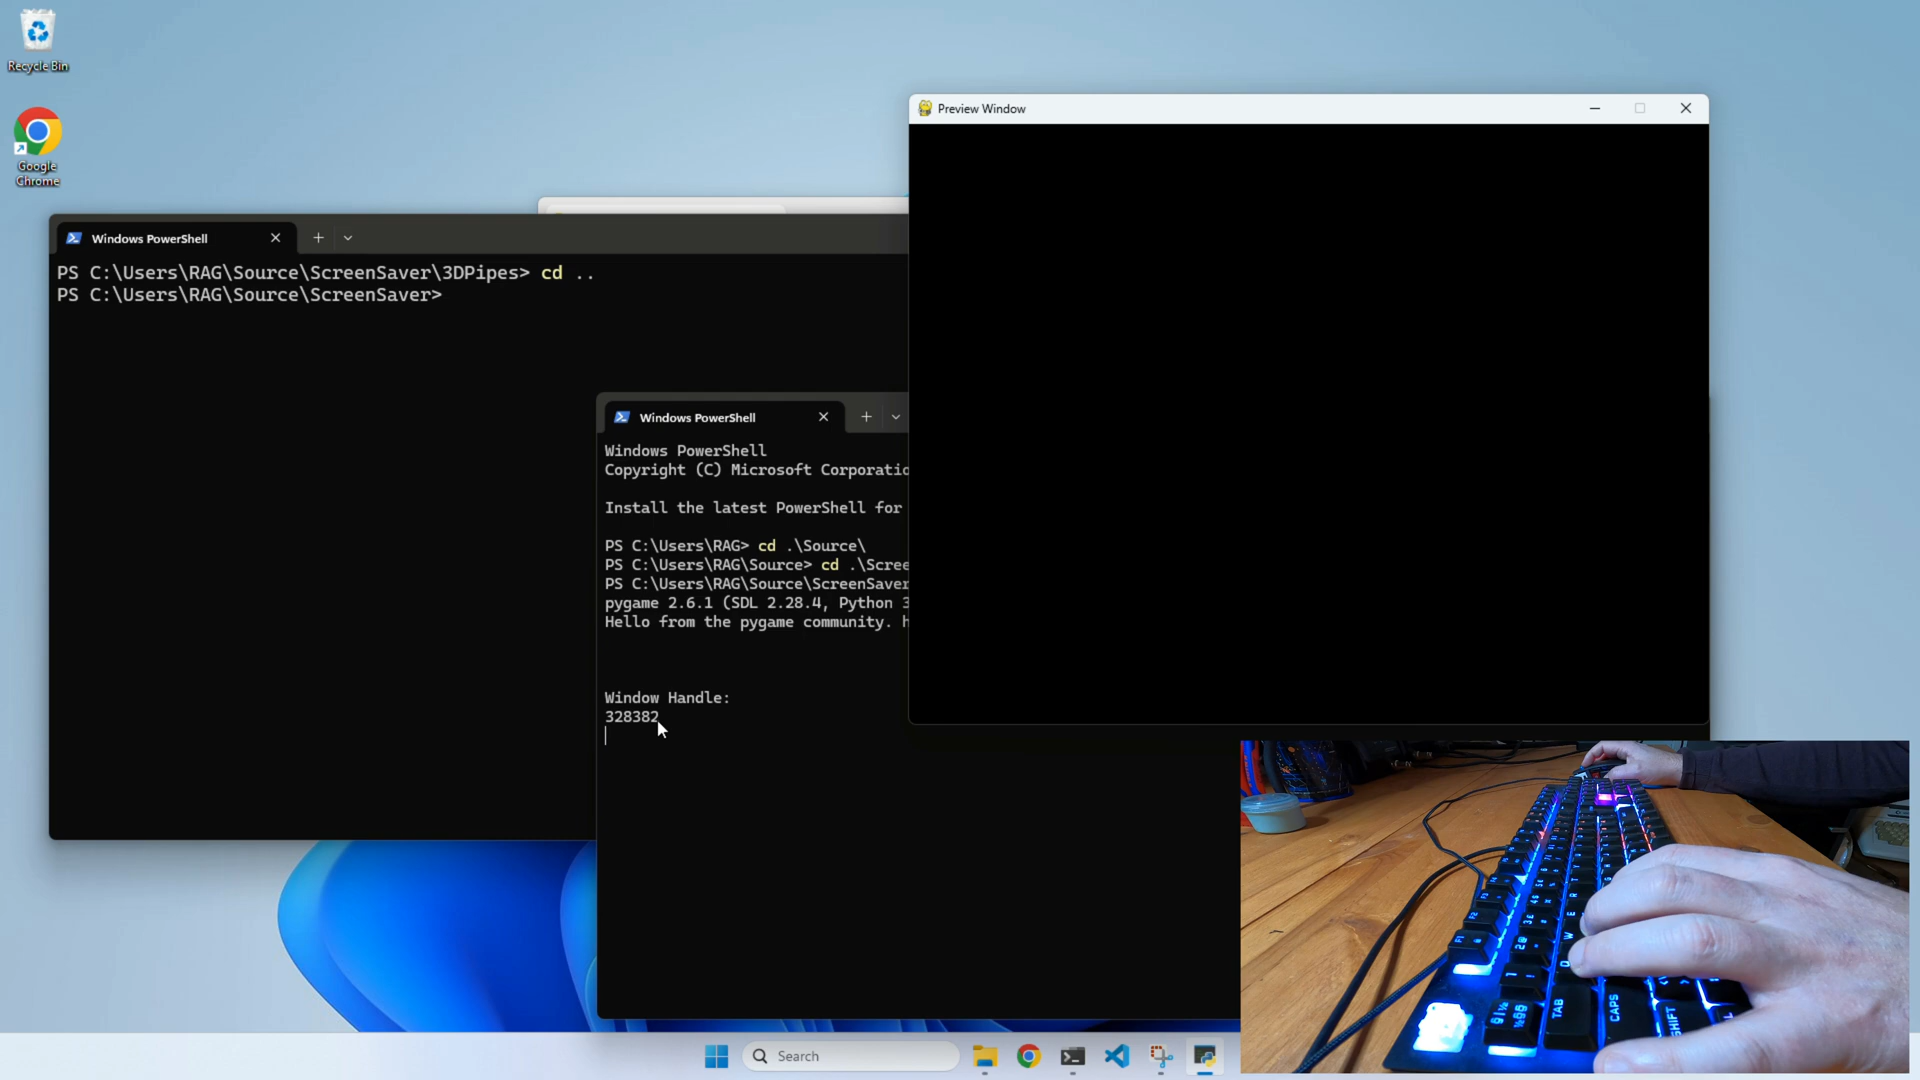 Recycle Bin
Google
Chrome
Preview Window
Windows PowerShell
PS C:\Users\RAG\Source\ScreenSaver\3DPipes> cd ..
PS C:\Users\RAG\Source\ScreenSaver>
Windows PowerShell
Windows PowerShell
Copyright (C) Microsoft Corporatio
Install the latest PowerShell for
PS C:\Users\RAG> cd .\Source\
PS C:\Users\RAG\Source> cd .\Scree
PS C:\Users\RAG\Source\ScreenSaver
pygame 2.6.1 (SDL 2.28.4, Python 3
Hello from the pygame community. h
Window Handle:
328382
Search
TAB
CAPS
SHIFT